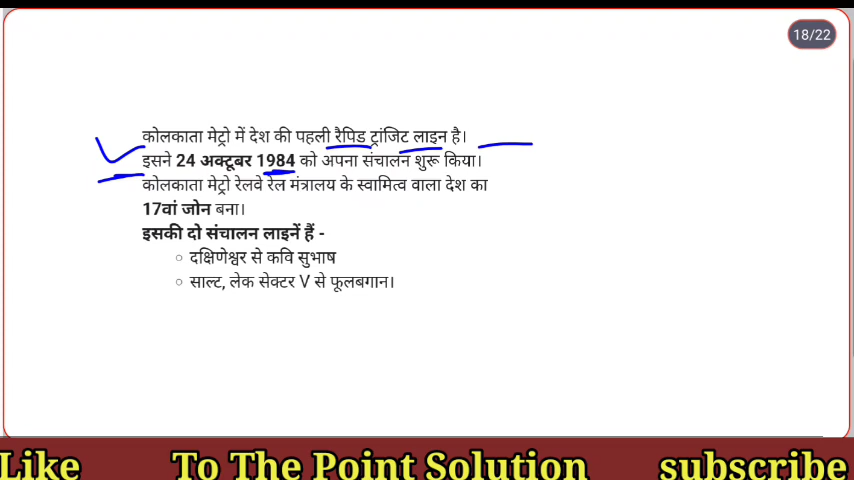 18/22
कोलकाता मेट्रो में देश की पहली रैपिड ट्रांजिट लाइन है।
इसने 24 अक्टूबर 1984 को अपना संचालन शुरू किया।
कोलकाता मेट्रो रेलवे रेल मंत्रालय के स्वामित्व वाला देश का
17वां जोन बना।
इसकी दो संचालन लाइनें हैं -
○ दक्षिणेश्वर से कवि सुभाष
○ साल्ट, लेक सेक्टर V से फूलबगान।
Like To The Point Solution subscribe